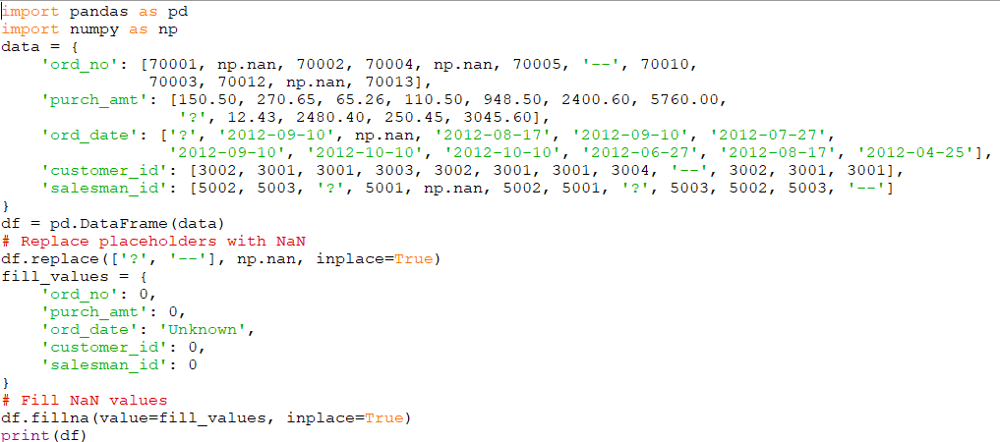 import pandas as pd
import numpy as np
data = {
    'ord_no': [70001, np.nan, 70002, 70004, np.nan, 70005, '--', 70010,
               70003, 70012, np.nan, 70013],
    'purch_amt': [150.50, 270.65, 65.26, 110.50, 948.50, 2400.60, 5760.00,
                  '?', 12.43, 2480.40, 250.45, 3045.60],
    'ord_date': ['?', '2012-09-10', np.nan, '2012-08-17', '2012-09-10', '2012-07-27',
                 '2012-09-10', '2012-10-10', '2012-10-10', '2012-06-27', '2012-08-17', '2012-04-25'],
    'customer_id': [3002, 3001, 3001, 3003, 3002, 3001, 3001, 3004, '--', 3002, 3001, 3001],
    'salesman_id': [5002, 5003, '?', 5001, np.nan, 5002, 5001, '?', 5003, 5002, 5003, '--']
}
df = pd.DataFrame(data)
# Replace placeholders with NaN
df.replace(['?', '--'], np.nan, inplace=True)
fill_values = {
    'ord_no': 0,
    'purch_amt': 0,
    'ord_date': 'Unknown',
    'customer_id': 0,
    'salesman_id': 0
}
# Fill NaN values
df.fillna(value=fill_values, inplace=True)
print(df)